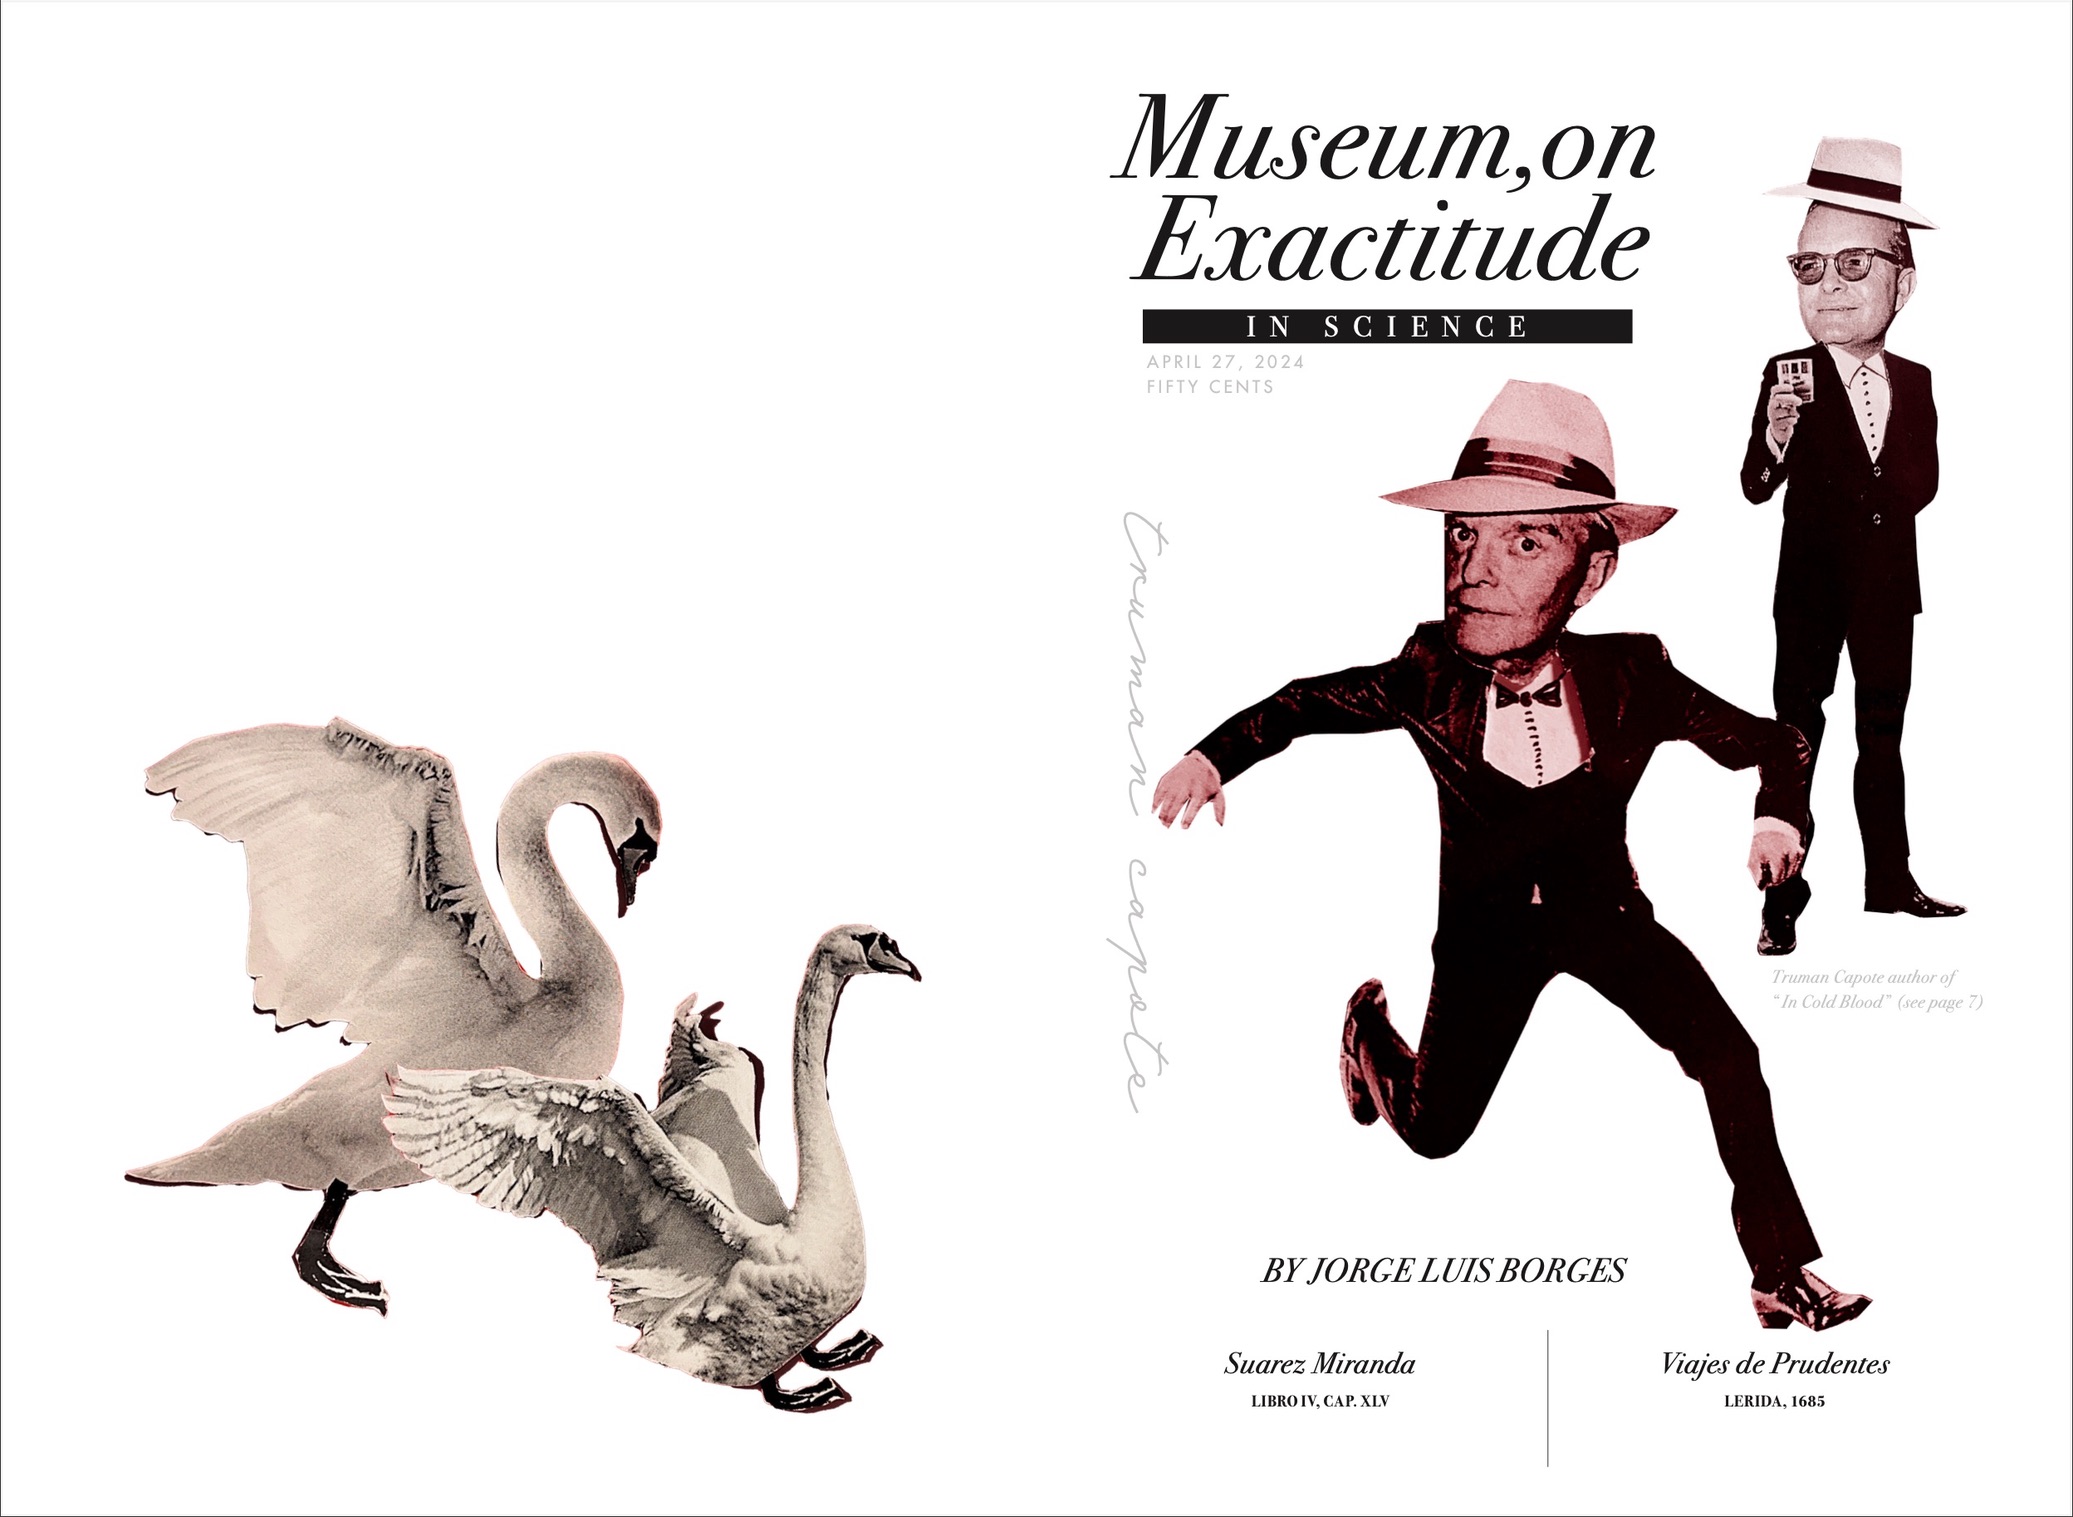 Museum,on
Exactitude
IN SCIENCE
APRIL 27, 2024
FIFTY CENTS
truman capote
Truman Capote author of
“In Cold Blood” (see page 7)
BY JORGE LUIS BORGES
Suarez Miranda
LIBRO IV, CAP. XLV
Viajes de Prudentes
LERIDA, 1685